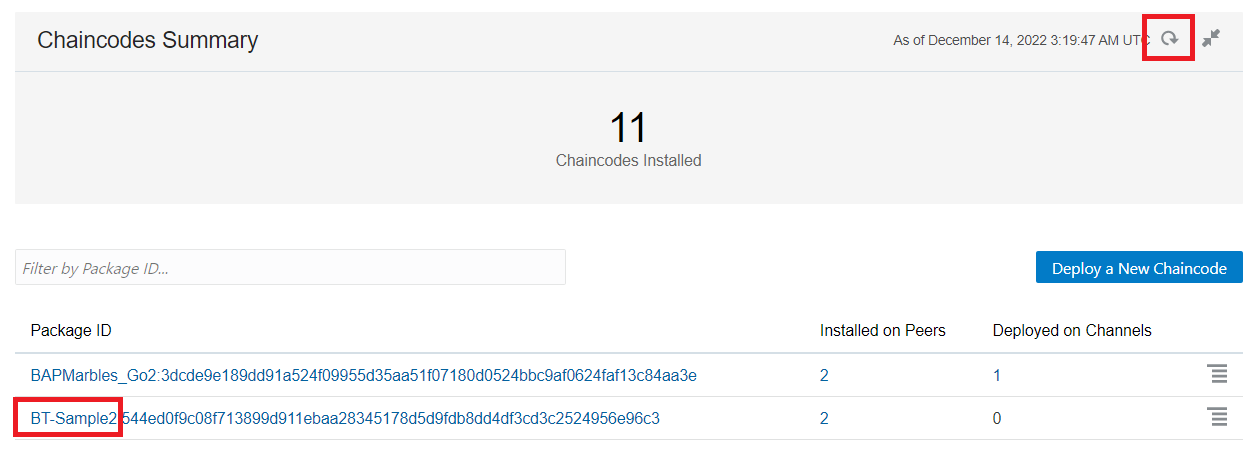 Chaincodes Summary
As of December 14, 2022 3:19:47 AM UTC
11
Chaincodes Installed
Filter by Package ID...
Deploy a New Chaincode
Package ID Installed on Peers Deployed on Channels
BAPMarbles_Go2:3dcde9e189dd91a524f09955d35aa51f07180d0524bbc9af0624faf13c84aa3e 2 1
BT-Sample2:544ed0f9c08f713899d911ebaa28345178d5d9fdb8dd4df3cd3c2524956e96c3 2 0